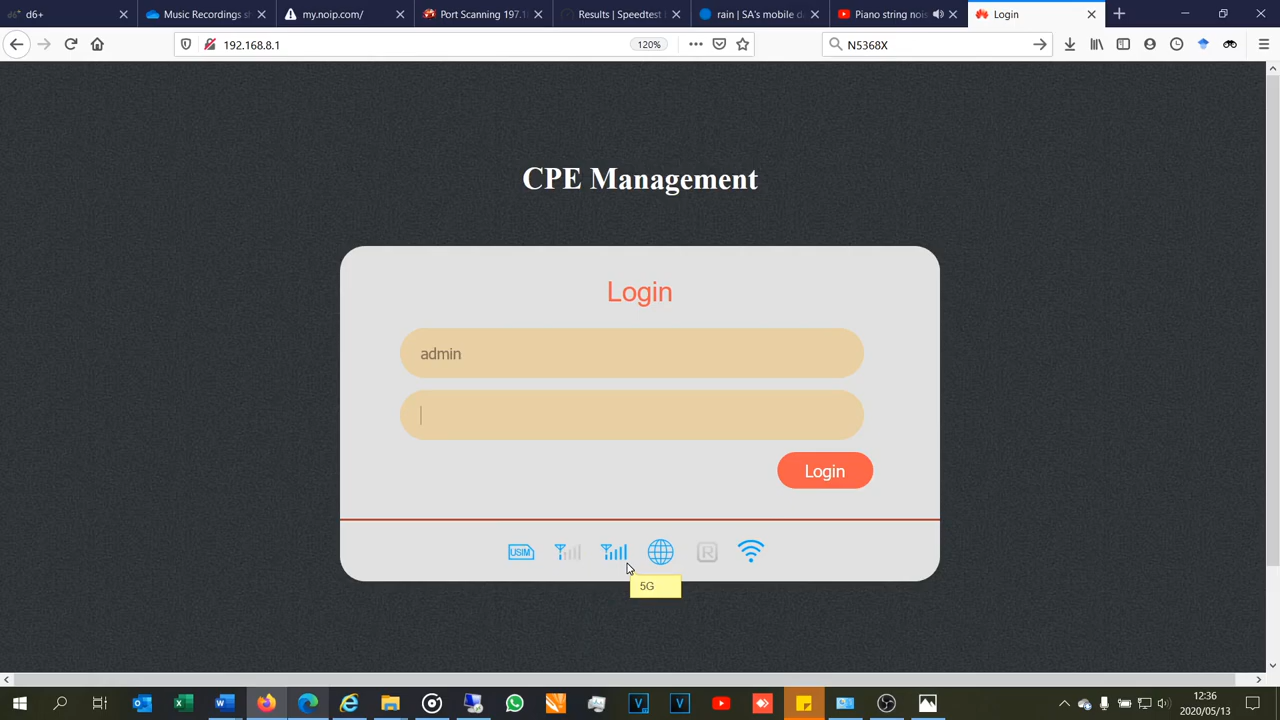 d6+
Music Recordings s
my.noip.com/
Port Scanning 197.1
Results | Speedtest
rain | SA's mobile d
Piano string nois
Login
192.168.8.1
120%
N5368X
CPE Management
Login
admin
Login
USIM
R
5G
12:36
2020/05/13